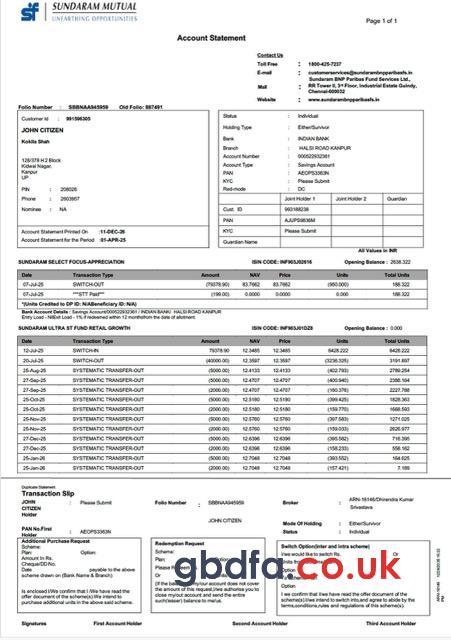 SUNDARAM MUTUAL
UNEARTHING OPPORTUNITIES
Page 1 of 1
Account Statement
Contact Us
Toll Free : 1800-425-7237
E-mail : customerservices@sundarambnpparibasfs.in
Sundaram BNP Paribas Fund Services Ltd.,
Mail : RR Tower II, 3rd Floor, Industrial Estate Guindy,
Chennai-600032
Website : www.sundarambnpparibasfs.in
Folio Number : SBBNAA945959 Old Folio: 887491
Customer Id : 991596305
JOHN CITIZEN
Kokila Shah
128/378 H2 Block
Kidwai Nagar,
Kanpur
UP
PIN : 208026
Phone : 2603957
Nominee : NA
Account Statement Printed On :11-DEC-26
Account Statement for the Period :01-APR-25
Status : Individual
Holding Type : Either/Survivor
Bank : INDIAN BANK
Branch : HALSI ROAD KANPUR
Account Number : 000522932361
Account Type : Savings Account
PAN : AEOPS3363N
KYC : Please Submit
Red-mode : DC
Joint Holder 1 Joint Holder 2 Guardian
Cust. ID 993188238
PAN AJUPS9836M
KYC Please Submit
Guardian Name
All Values in INR
SUNDARAM SELECT FOCUS-APPRECIATION ISIN CODE: INF903J02616 Opening Balance : 2638.322
Date Transaction Type Amount NAV Price Units Total Units
07-Jul-25 SWITCH-OUT (79378.90) 83.7662 83.7662 (950.000) 188.322
07-Jul-25 ***STT Paid*** (199.00) 0.0000 0.0000 0.000 188.322
*/(Units Credited to DP ID: N/ABeneficiary ID: N/A)
Bank Account Details : Savings Account/000522932361 / INDIAN BANK/ HALSI ROAD KANPUR
Entry Load - Nil/Exit Load - 1% if redeemed within 12 monthsfrom the date of allotment.
SUNDARAM ULTRA ST FUND RETAIL GROWTH ISIN CODE: INF903J01DZ8 Opening Balance : 0.000
Date Transaction Type Amount NAV Price Units Total Units
12-Jul-25 SWITCH-IN 79378.90 12.3485 12.3485 6428.222 6428.222
20-Jul-25 SWITCH-OUT (40000.00) 12.3597 12.3597 (3236.325) 3191.897
25-Aug-25 SYSTEMATIC TRANSFER-OUT (5000.00) 12.4133 12.4133 (402.793) 2789.254
27-Sep-25 SYSTEMATIC TRANSFER-OUT (5000.00) 12.4707 12.4707 (400.940) 2388.164
27-Sep-25 SYSTEMATIC TRANSFER-OUT (2000.00) 12.4707 12.4707 (160.376) 2227.788
25-Oct-25 SYSTEMATIC TRANSFER-OUT (5000.00) 12.5180 12.5180 (399.425) 1828.363
25-Oct-25 SYSTEMATIC TRANSFER-OUT (2000.00) 12.5180 12.5180 (159.770) 1668.593
25-Nov-25 SYSTEMATIC TRANSFER-OUT (5000.00) 12.5760 12.5760 (397.583) 1271.025
25-Nov-25 SYSTEMATIC TRANSFER-OUT (2000.00) 12.5760 12.5760 (159.033) 2626.977
27-Dec-25 SYSTEMATIC TRANSFER-OUT (5000.00) 12.6396 12.6396 (395.582) 716.395
27-Dec-25 SYSTEMATIC TRANSFER-OUT (2000.00) 12.6396 12.6396 (158.233) 558.162
25-Jan-26 SYSTEMATIC TRANSFER-OUT (5000.00) 12.7048 12.7048 (393.552) 164.625
25-Jan-26 SYSTEMATIC TRANSFER-OUT (2000.00) 12.7048 12.7048 (157.421) 7.189
Duplicate Statement
Transaction Slip
JOHN CITIZEN Holder : Please Submit
Folio Number : SBBNAA945959
Broker : ARN-16146/Dhirendra Kumar Srivastava
JOHN CITIZEN
PAN No.First Holder : AEOPS3363N
Mode Of Holding : Either/Survivor
Status : Individual
Additional Purchase Request
Scheme:
Plan: Option:
Amount In Rs.
Cheque/DD No.
payable to the above
scheme drawn on (Bank Name & Branch):
Is enclosed I/We confirm that I /We have read the
offer document of the scheme(s).I/We intend to
purchase additional units in the above said scheme.
Redemption Request
Scheme:
Plan: Option:
Or
(If the balance in my/our account does not cover
the amount of this request,I/we authorise you to
close my/out account and send the entire
:ser/lesser) balance to me/us.
Switch Option(Inter and intra scheme)
I/we would like to switch Rs. Or
Units
Option
Option
I we confirm that I/we have read the offer document of
the scheme(s).I/we intend to switch into,and agree to abide by the
terms,conditions,rules and regulations of this scheme(s).
gbdfa.co.uk
Signatures First Account Holder Second Account Holder Third Account Holder